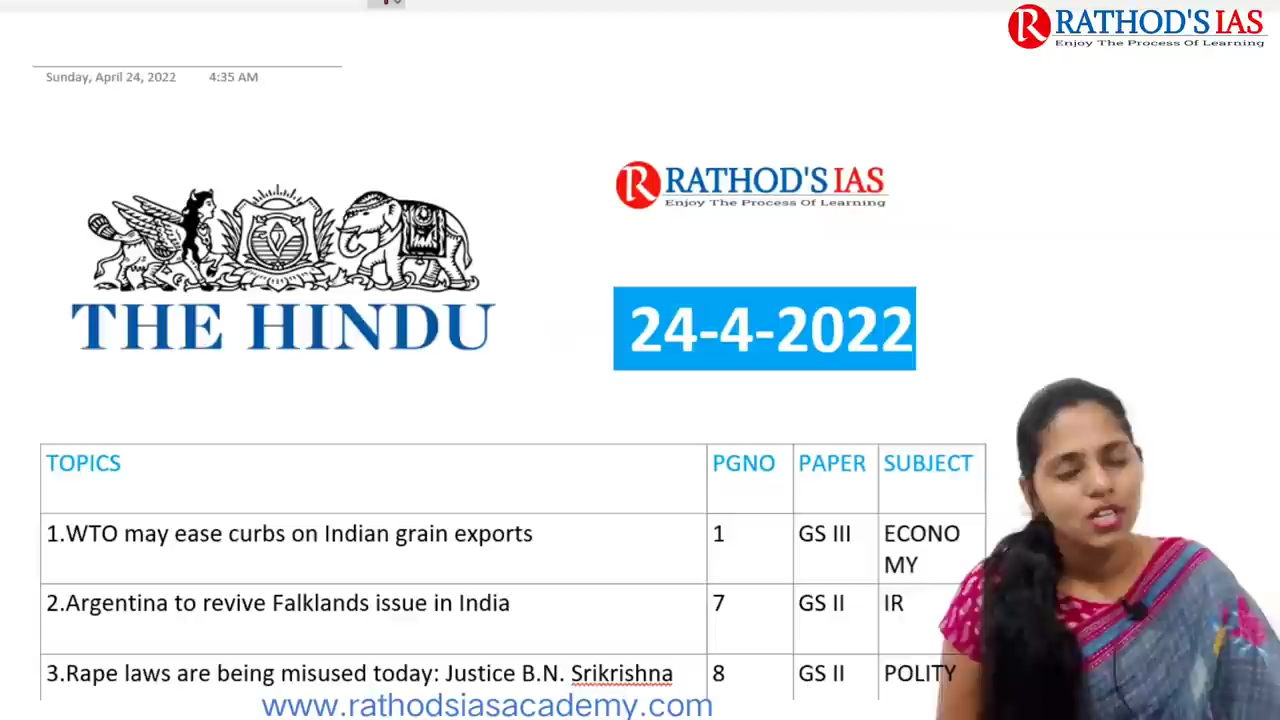 RATHOD'S IAS
Enjoy The Process Of Learning
Sunday, April 24, 2022 4:35 AM
RATHOD'S IAS
Enjoy The Process Of Learning
THE HINDU
24-4-2022
TOPICS PGNO PAPER SUBJECT
1.WTO may ease curbs on Indian grain exports 1 GS III ECONO
MY
2.Argentina to revive Falklands issue in India 7 GS II IR
3.Rape laws are being misused today: Justice B.N. Srikrishna 8 GS II POLITY
www.rathodsiasacademy.com